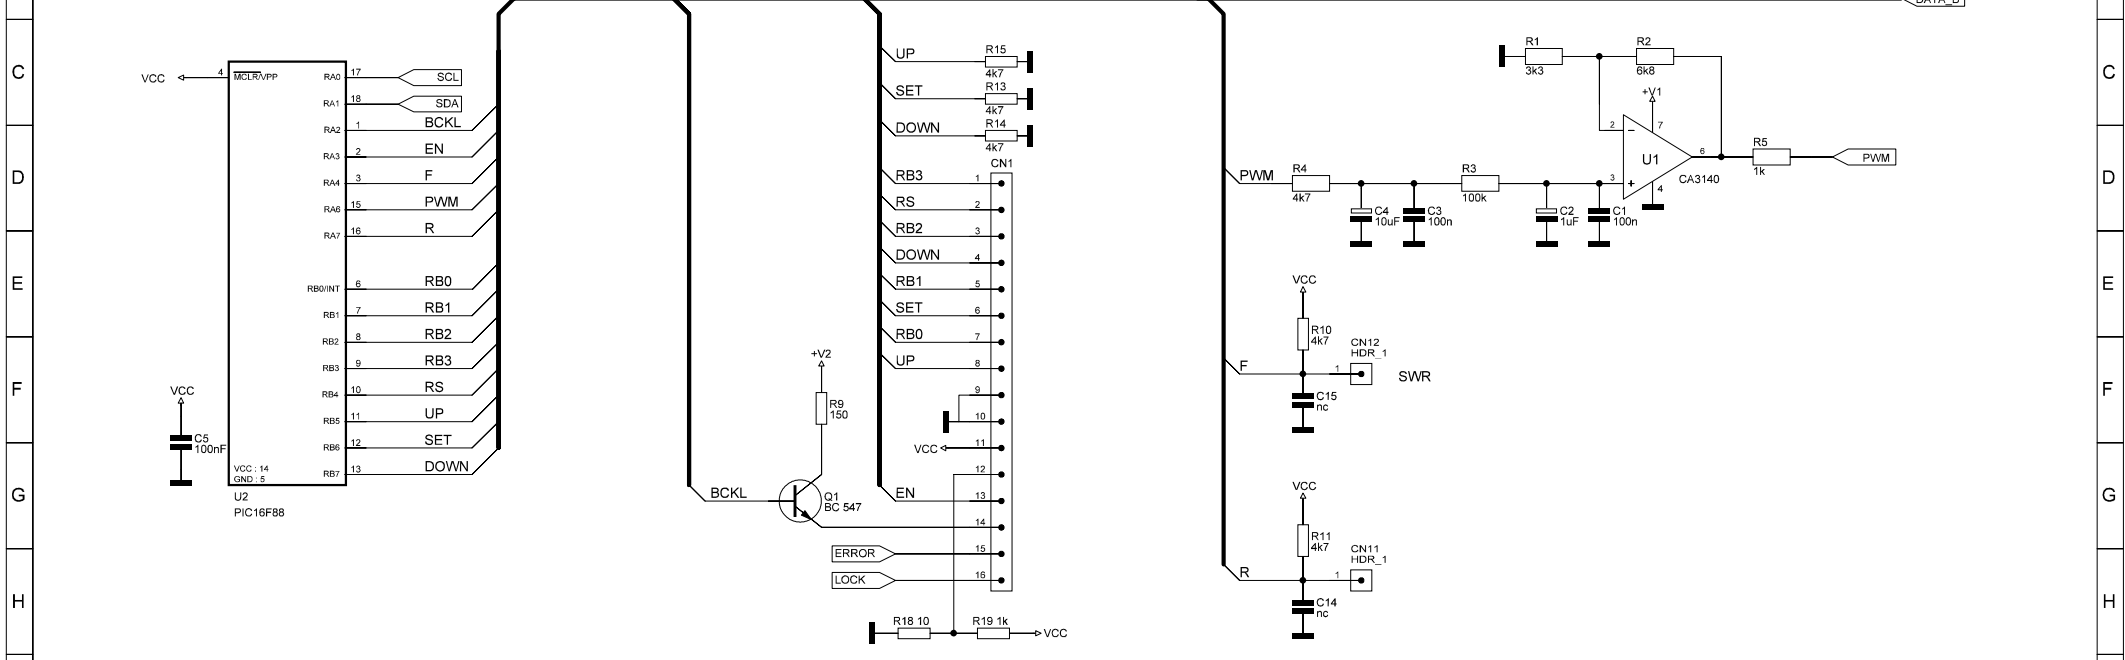 DATA_B
C
C
D
D
E
E
F
F
G
G
H
H
VCC
4
MCLR/VPP
RA0
17
SCL
RA1
18
SDA
RA2
1
BCKL
RA3
2
EN
RA4
3
F
RA6
15
PWM
RA7
16
R
RB0/INT
6
RB0
RB1
7
RB1
RB2
8
RB2
RB3
9
RB3
RB4
10
RS
RB5
11
UP
RB6
12
SET
RB7
13
DOWN
VCC : 14
GND : 5
U2
PIC16F88
VCC
C5
100nF
UP
R15
4k7
SET
R13
4k7
DOWN
R14
4k7
CN1
RB3
1
RS
2
RB2
3
DOWN
4
RB1
5
SET
6
RB0
7
UP
8
9
10
VCC
11
12
EN
13
14
ERROR
15
LOCK
16
+V2
R9
150
BCKL
Q1
BC 547
R18 10
R19 1k
VCC
R1
3k3
R2
6k8
+V1
2
7
U1
6
3
4
CA3140
R5
1k
PWM
PWM
R4
4k7
C4
10uF
C3
100n
R3
100k
C2
1uF
C1
100n
VCC
R10
4k7
CN12
HDR_1
F
1
SWR
C15
nc
VCC
R11
4k7
CN11
HDR_1
R
1
C14
nc